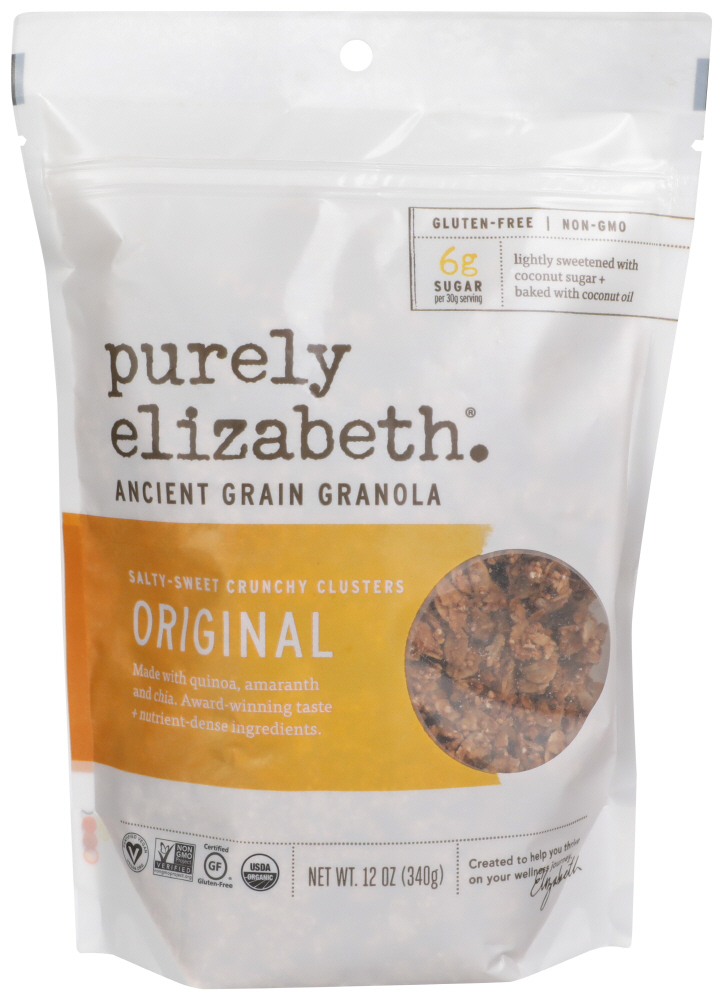 GLUTEN-FREE | NON-GMO
6g
SUGAR
per 30g serving
lightly sweetened with
coconut sugar +
baked with coconut oil
purely
elizabeth.®
ANCIENT GRAIN GRANOLA
SALTY-SWEET CRUNCHY CLUSTERS
ORIGINAL
Made with quinoa, amaranth
and chia. Award-winning taste
+ nutrient-dense ingredients.
NON
GMO
VERIFIED
Certified
GF
Gluten-Free
USDA
ORGANIC
NET WT. 12 OZ (340g)
Created to help you thrive
on your wellness journey,
Elizabeth